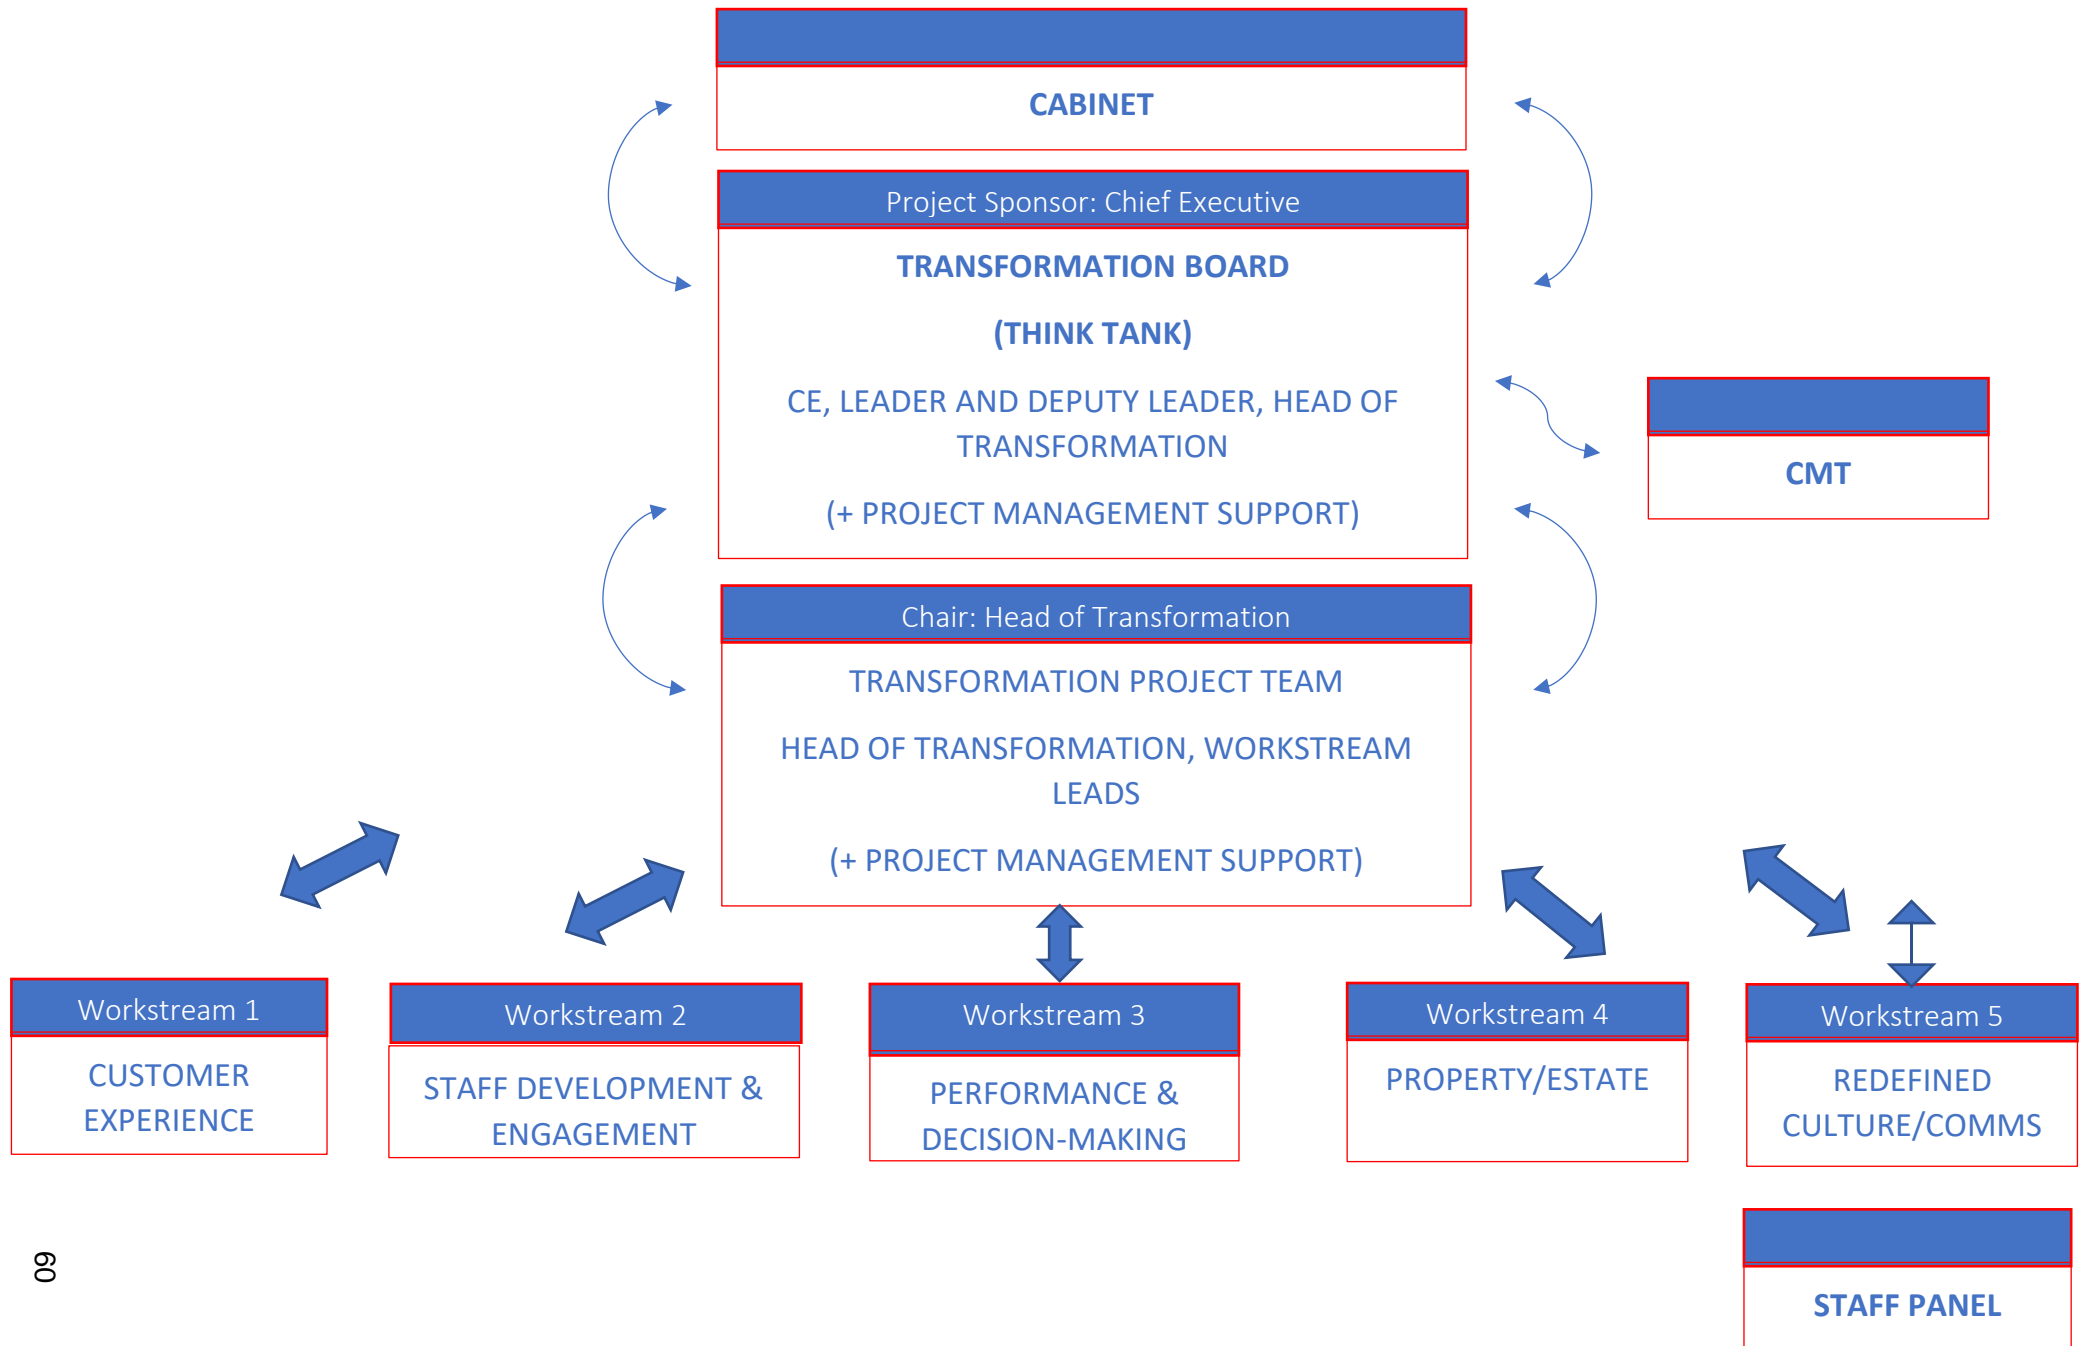 CABINET
Project Sponsor: Chief Executive
TRANSFORMATION BOARD
(THINK TANK)
CE, LEADER AND DEPUTY LEADER, HEAD OF
TRANSFORMATION
(+ PROJECT MANAGEMENT SUPPORT)
CMT
Chair: Head of Transformation
TRANSFORMATION PROJECT TEAM
HEAD OF TRANSFORMATION, WORKSTREAM
LEADS
(+ PROJECT MANAGEMENT SUPPORT)
Workstream 1
CUSTOMER
EXPERIENCE
Workstream 2
STAFF DEVELOPMENT &
ENGAGEMENT
Workstream 3
PERFORMANCE &
DECISION-MAKING
Workstream 4
PROPERTY/ESTATE
Workstream 5
REDEFINED
CULTURE/COMMS
STAFF PANEL
60